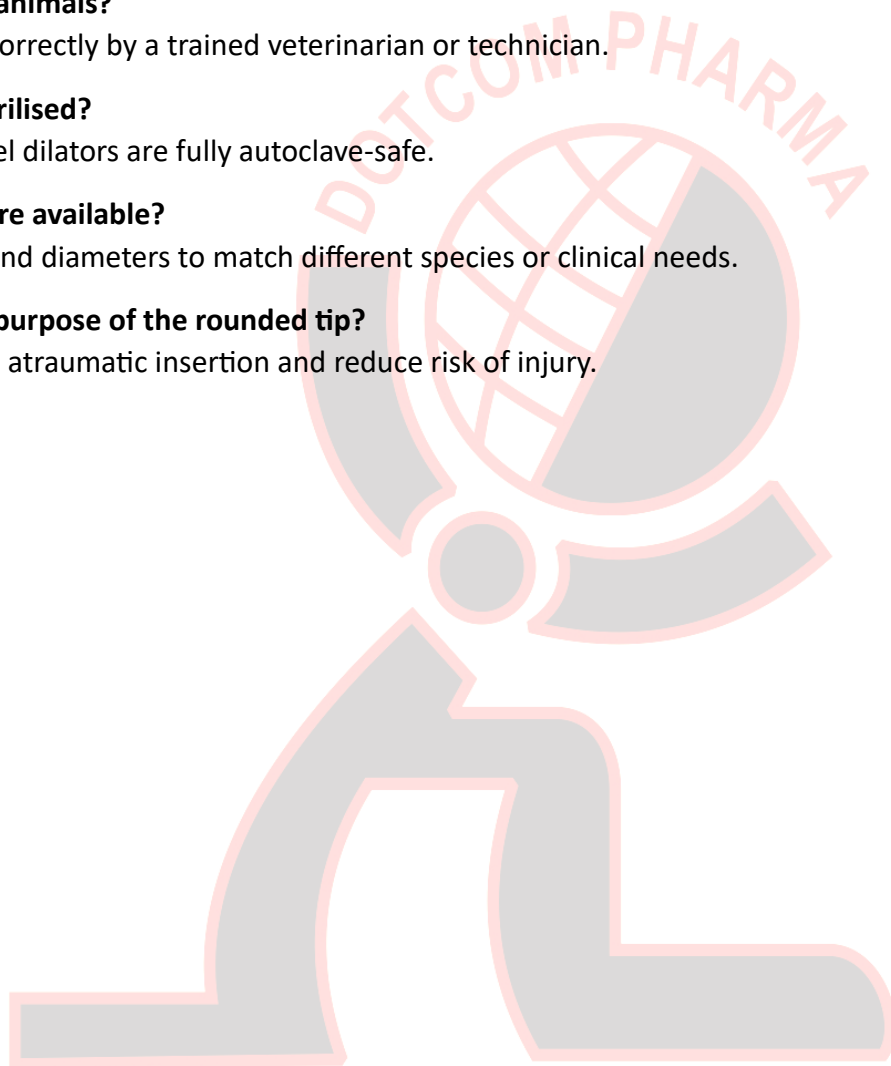 animals?
orrectly by a trained veterinarian or technician.
rilised?
el dilators are fully autoclave-safe.
re available?
nd diameters to match different species or clinical needs.
purpose of the rounded tip?
atraumatic insertion and reduce risk of injury.
DOTCOM PHARMA